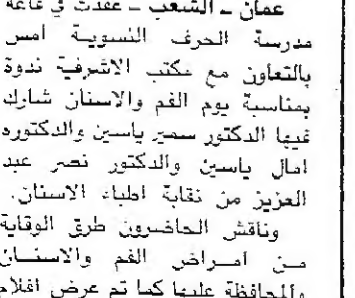 عمان ـ الشعب ـ عقدت في قاعة
مدرسة الحرف النسوية امس
بالتعاون مع مكتب الاشرفية ندوة
بمناسبة يوم الفم والاسنان شارك
فيها الدكتور سمير ياسين والدكتوره
امال ياسين والدكتور نصر عبد
العزيز من نقابة اطباء الاسنان.
وناقش الحاضرون طرق الوقاية
من امراض الفم والاسنان
والمحافظة عليها كما تم عرض افلام